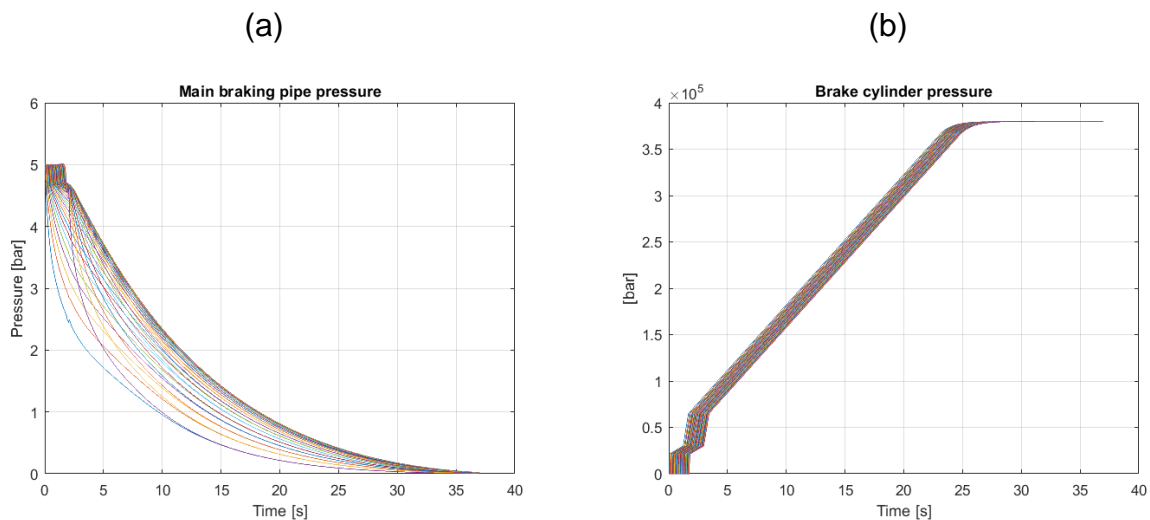 (a)
Main braking pipe pressure
6
5
4
3
2
1
0
Pressure [bar]
0 5 10 15 20 25 30 35 40
Time [s]
(b)
×10^5
Brake cylinder pressure
4
3.5
3
2.5
2
1.5
1
0.5
0
[bar]
0 5 10 15 20 25 30 35 40
Time [s]